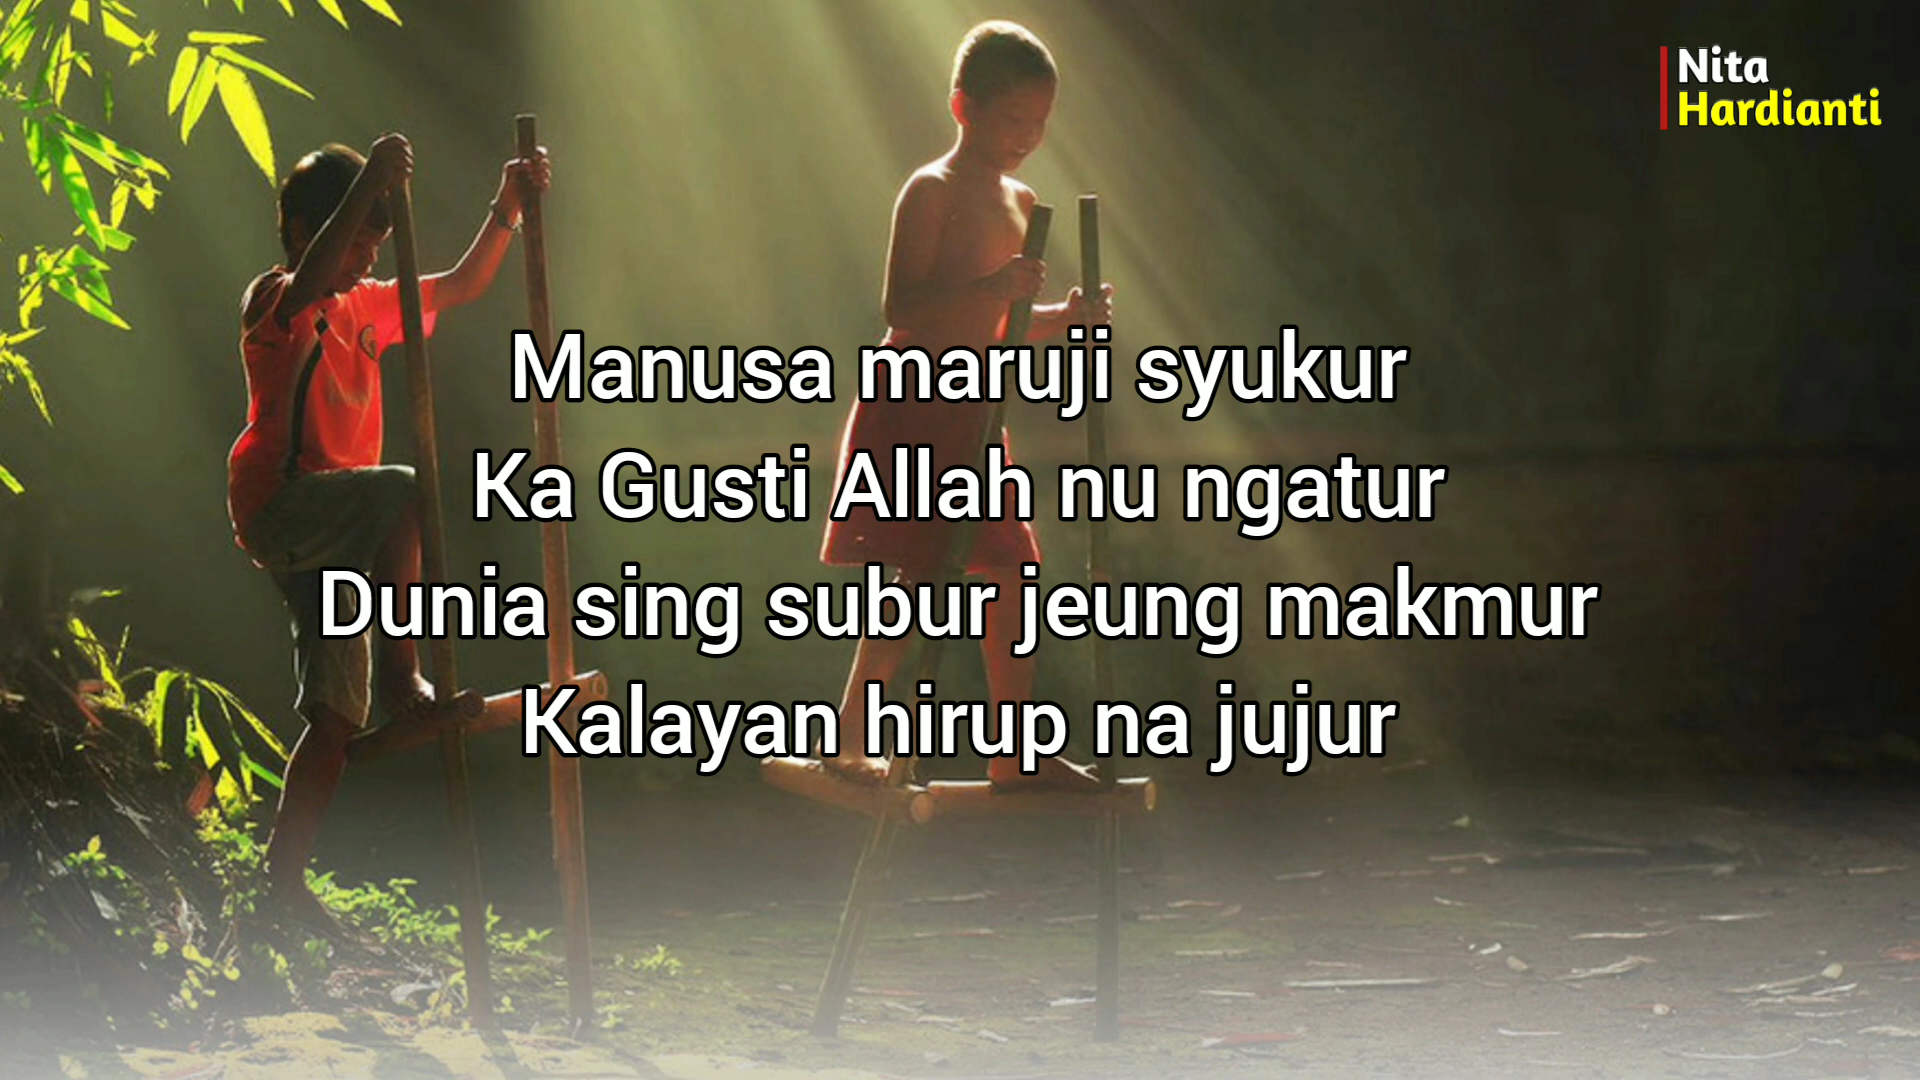 Nita
Hardianti
Manusa maruji syukur
Ka Gusti Allah nu ngatur
Dunia sing subur jeung makmur
Kalayan hirup na jujur